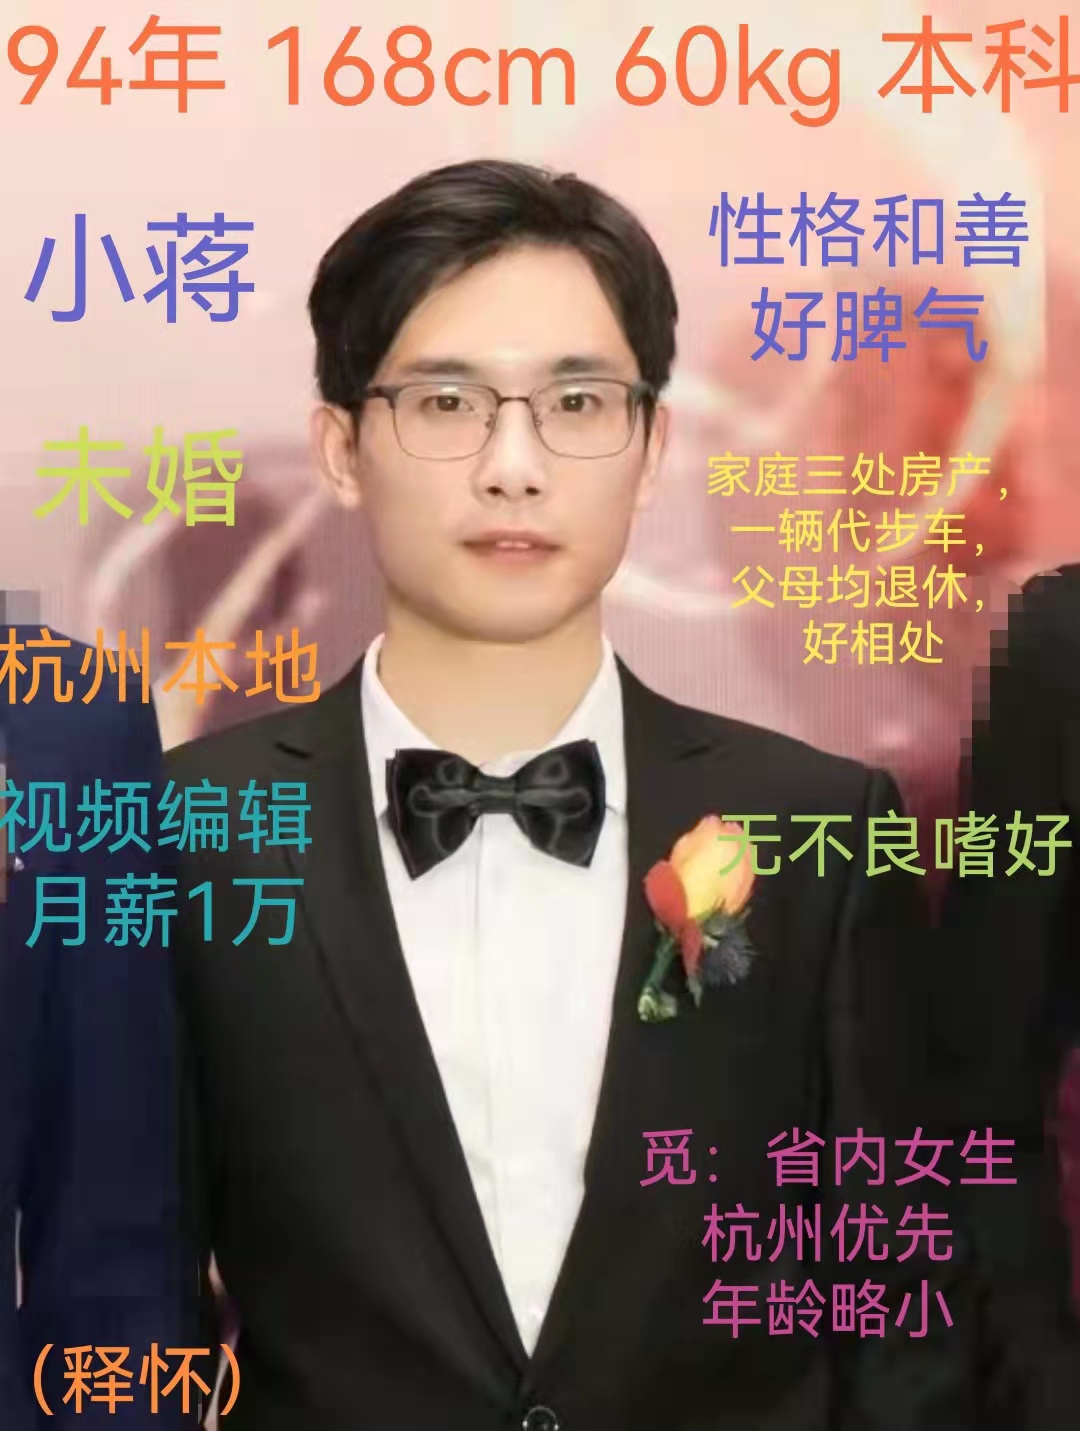 94年 168cm 60kg 本科
小蒋
性格和善
好脾气
未婚
家庭三处房产，
一辆代步车，
父母均退休，
好相处
杭州本地
视频编辑
月薪1万
无不良嗜好
觅：省内女生
杭州优先
年龄略小
（释怀）